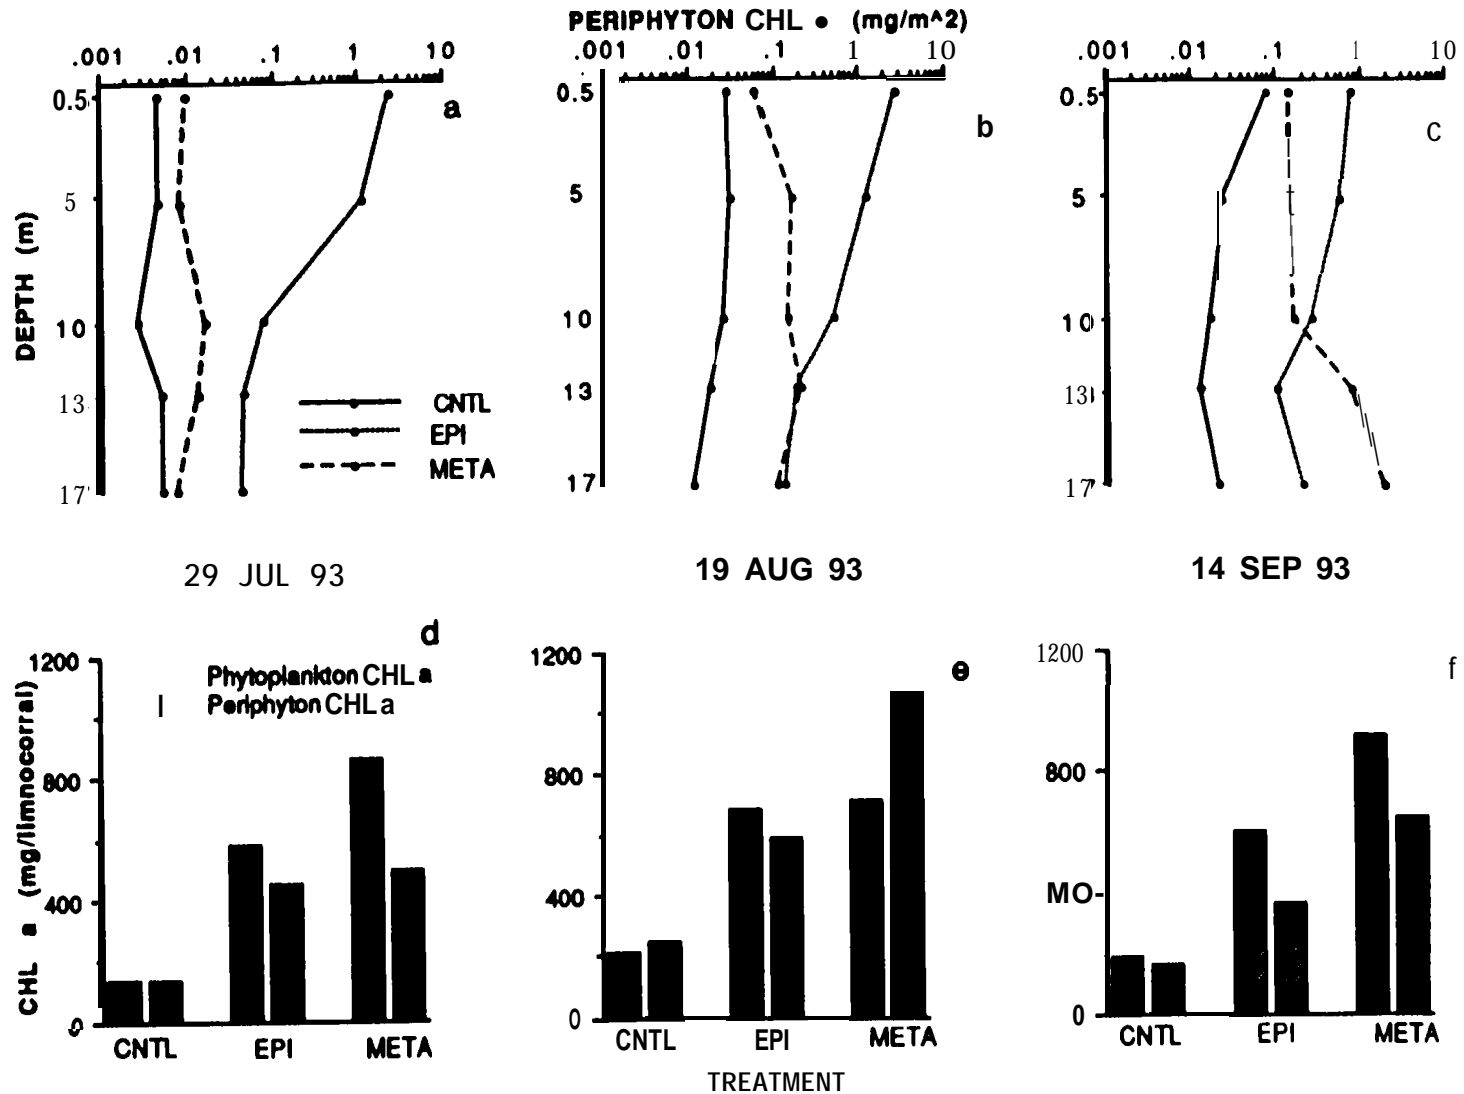 PERIPHYTON CHL • (mg/m^2)
.001 .01 .1 1 10
.001 .01 .1 1 10
.001 .01 .1 1 10
a
b
c
DEPTH (m)
0.5
5
10
13
17
0.5
5
10
13
17
0.5
5
10
13
17
CNTL
EPI
META
29 JUL 93
19 AUG 93
14 SEP 93
d
e
f
CHL a (mg/limnocorral)
1200
800
400
0
Phytoplankton CHL a
Periphyton CHL a
1200
800
400
0
1200
800
MO
0
CNTL EPI META
CNTL EPI META
CNTL EPI META
TREATMENT